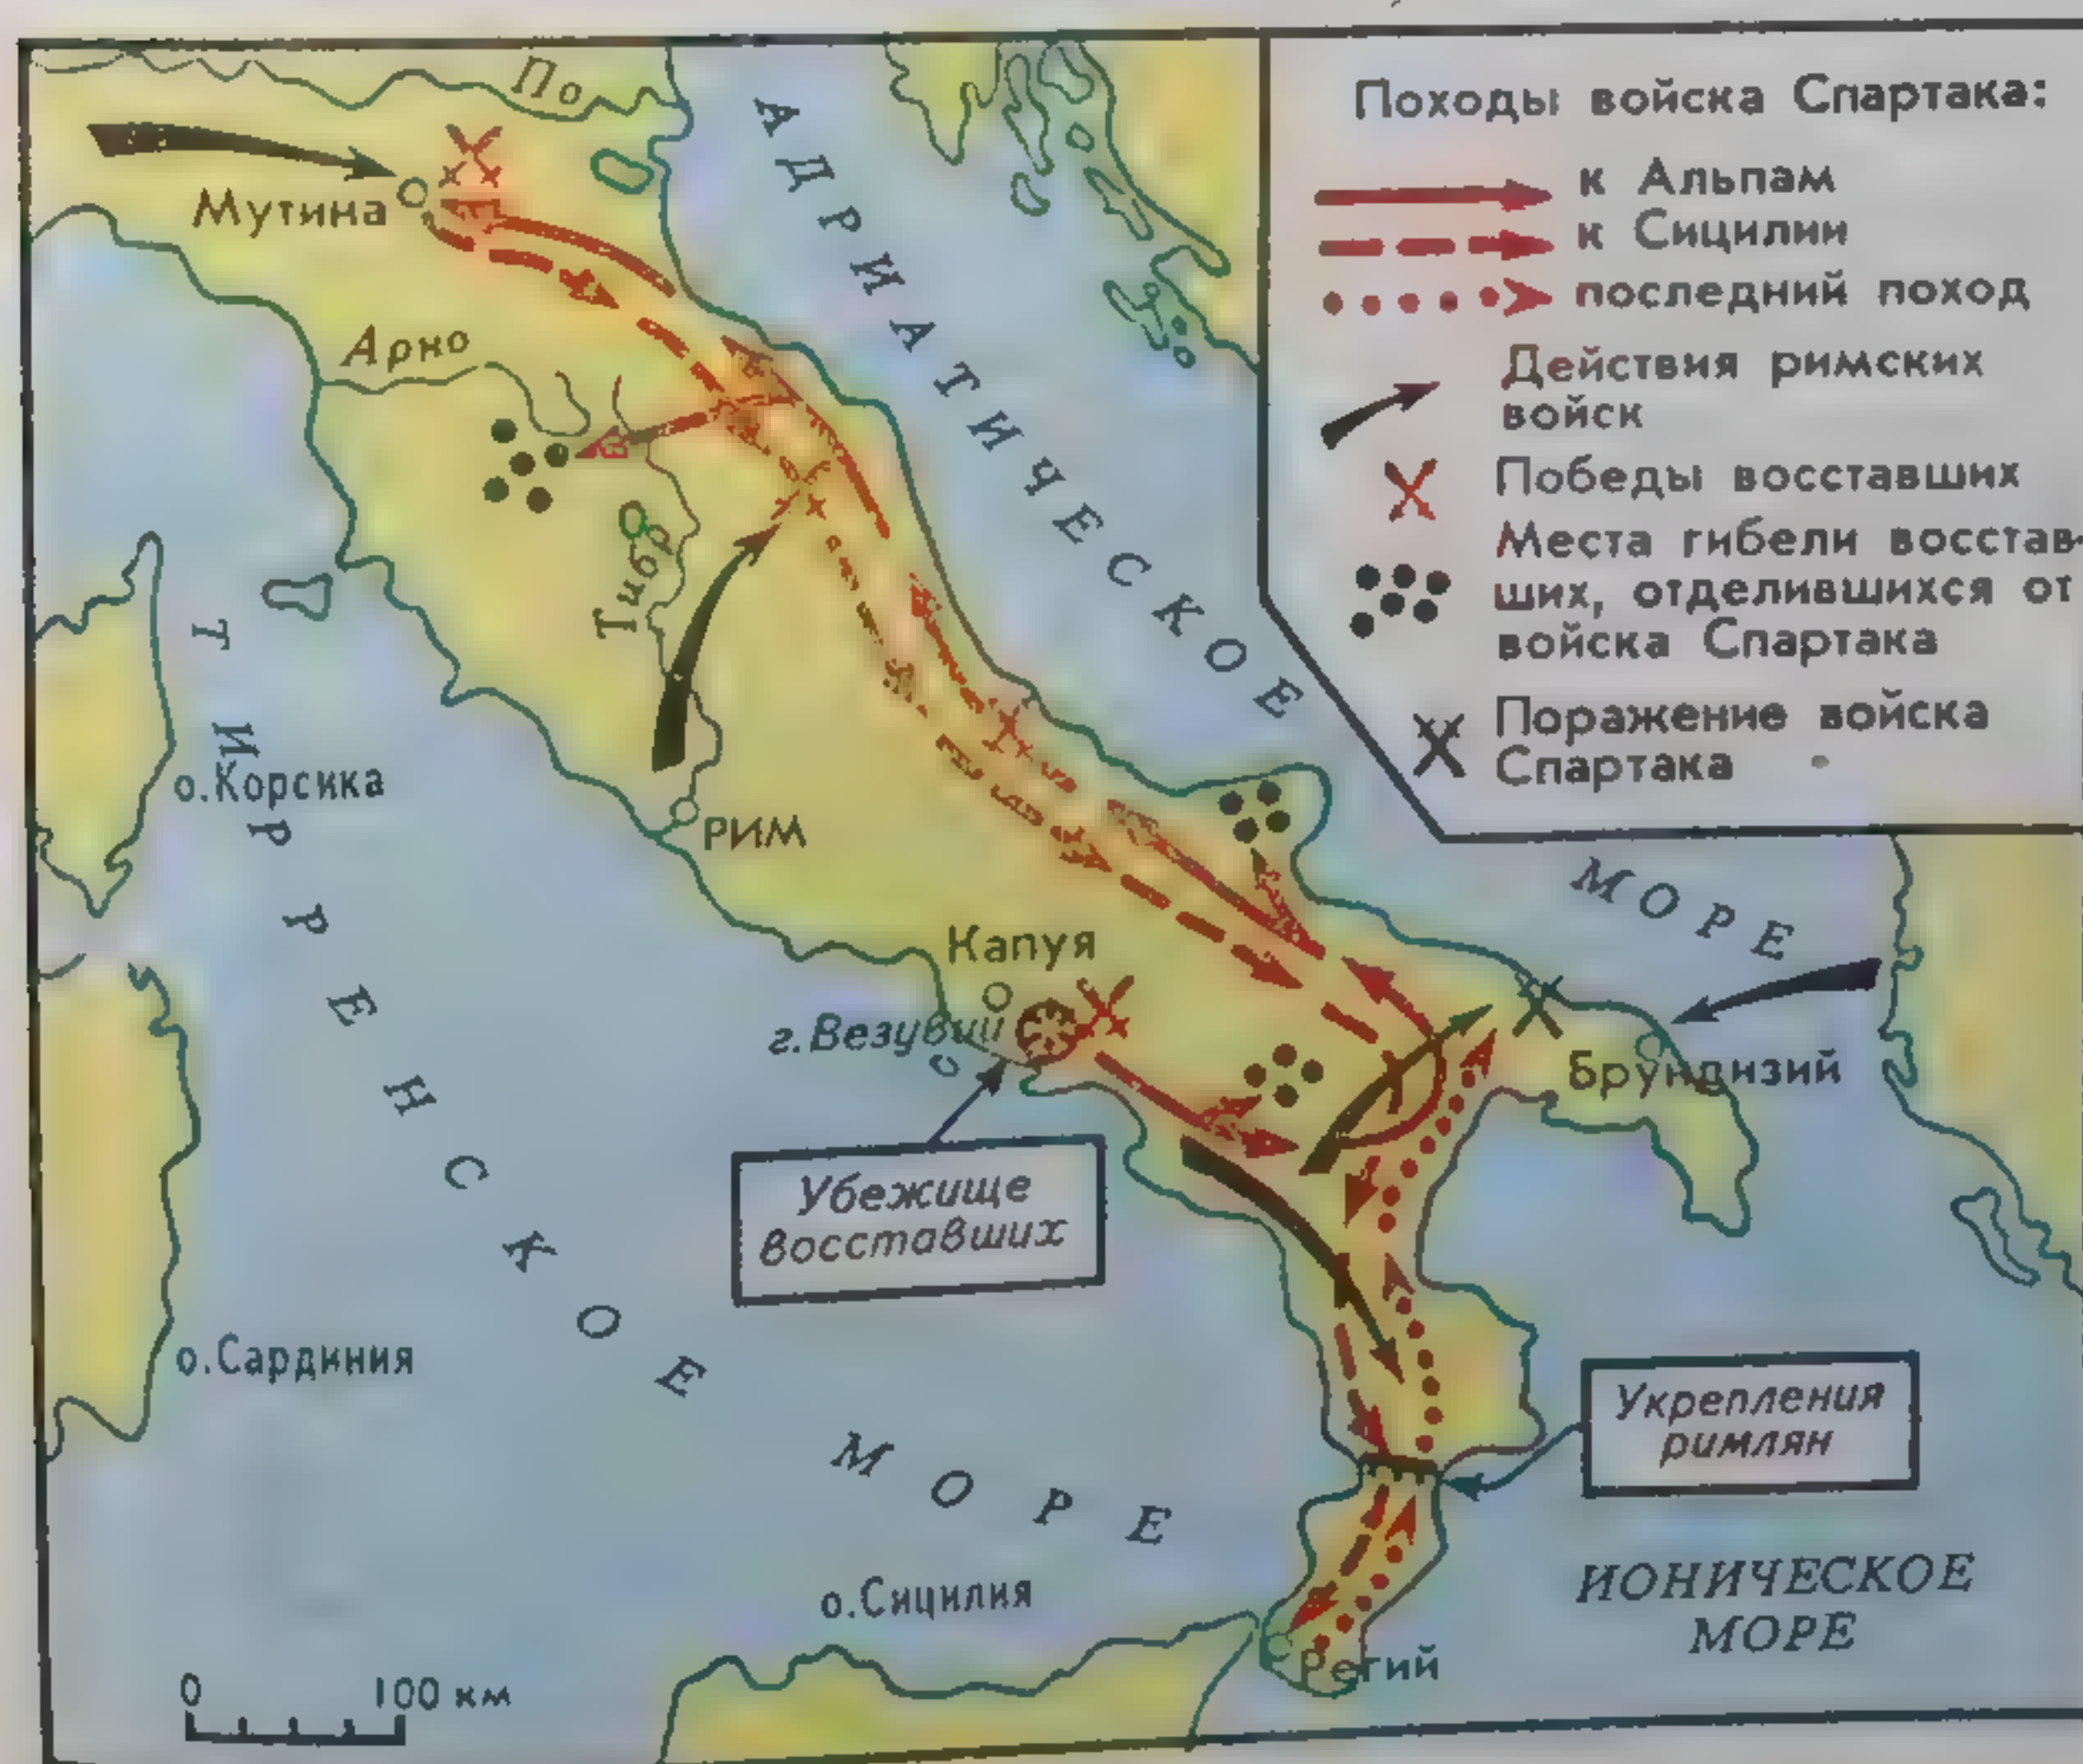 Походы войска Спартака:
к Альпам
к Сицилии
последний поход
Действия римских
войск
Победы восставших
Места гибели восстав-
ших, отделившихся от
войска Спартака
Поражение войска
Спартака
По
Мутина
АДРИАТИЧЕСКОЕ
МОРЕ
Арно
Тибр
о.Корсика
РИМ
ТИРРЕНСКОЕ
МОРЕ
Капуя
г.Везувий
Брундизий
Убежище
восставших
о.Сардиния
Укрепления
римлян
о.Сицилия
ИОНИЧЕСКОЕ
МОРЕ
Регий
0 100 км